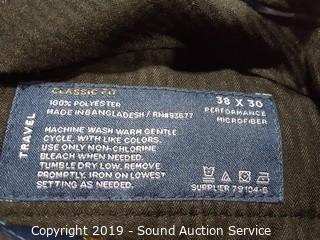 CLASSIC FIT
100% POLYESTER
MADE IN BANGLADESH / RN#93677
38 X 30
PERFORMANCE
MICROFIBER
TRAVEL
MACHINE WASH WARM GENTLE
CYCLE, WITH LIKE COLORS.
USE ONLY NON-CHLORINE
BLEACH WHEN NEEDED.
TUMBLE DRY LOW. REMOVE
PROMPTLY. IRON ON LOWEST
SETTING AS NEEDED.
SUPPLIER 79104-5
Copyright 2019 - Sound Auction Service